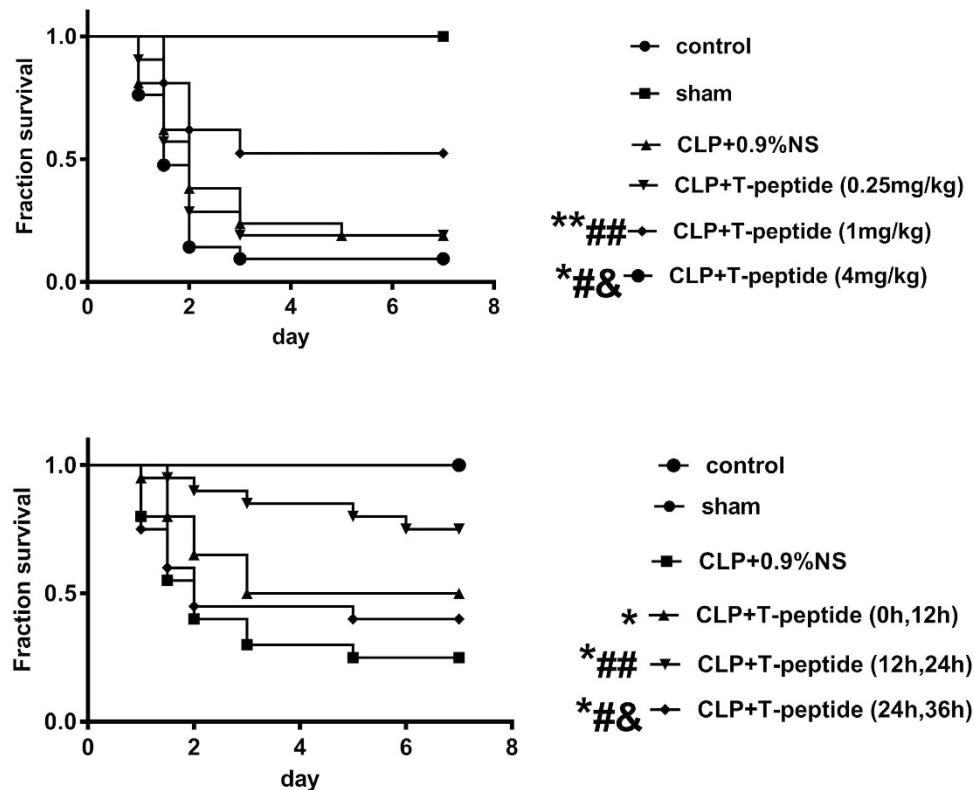 Fraction survival
1.0
0.5
0.0
0 2 4 6 8
day
control
sham
CLP+0.9%NS
CLP+T-peptide (0.25mg/kg)
**## CLP+T-peptide (1mg/kg)
*#& CLP+T-peptide (4mg/kg)
Fraction survival
1.0
0.5
0.0
0 2 4 6 8
day
control
sham
CLP+0.9%NS
* CLP+T-peptide (0h,12h)
*## CLP+T-peptide (12h,24h)
*#& CLP+T-peptide (24h,36h)